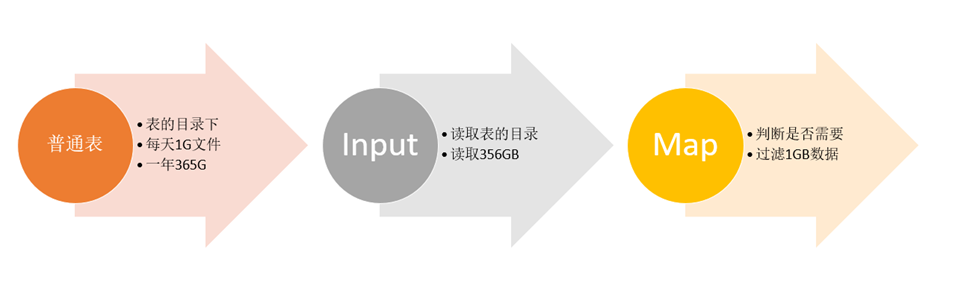 普通表
• 表的目录下
• 每天1G文件
• 一年365G
Input
• 读取表的目录
• 读取356GB
Map
• 判断是否需要
• 过滤1GB数据